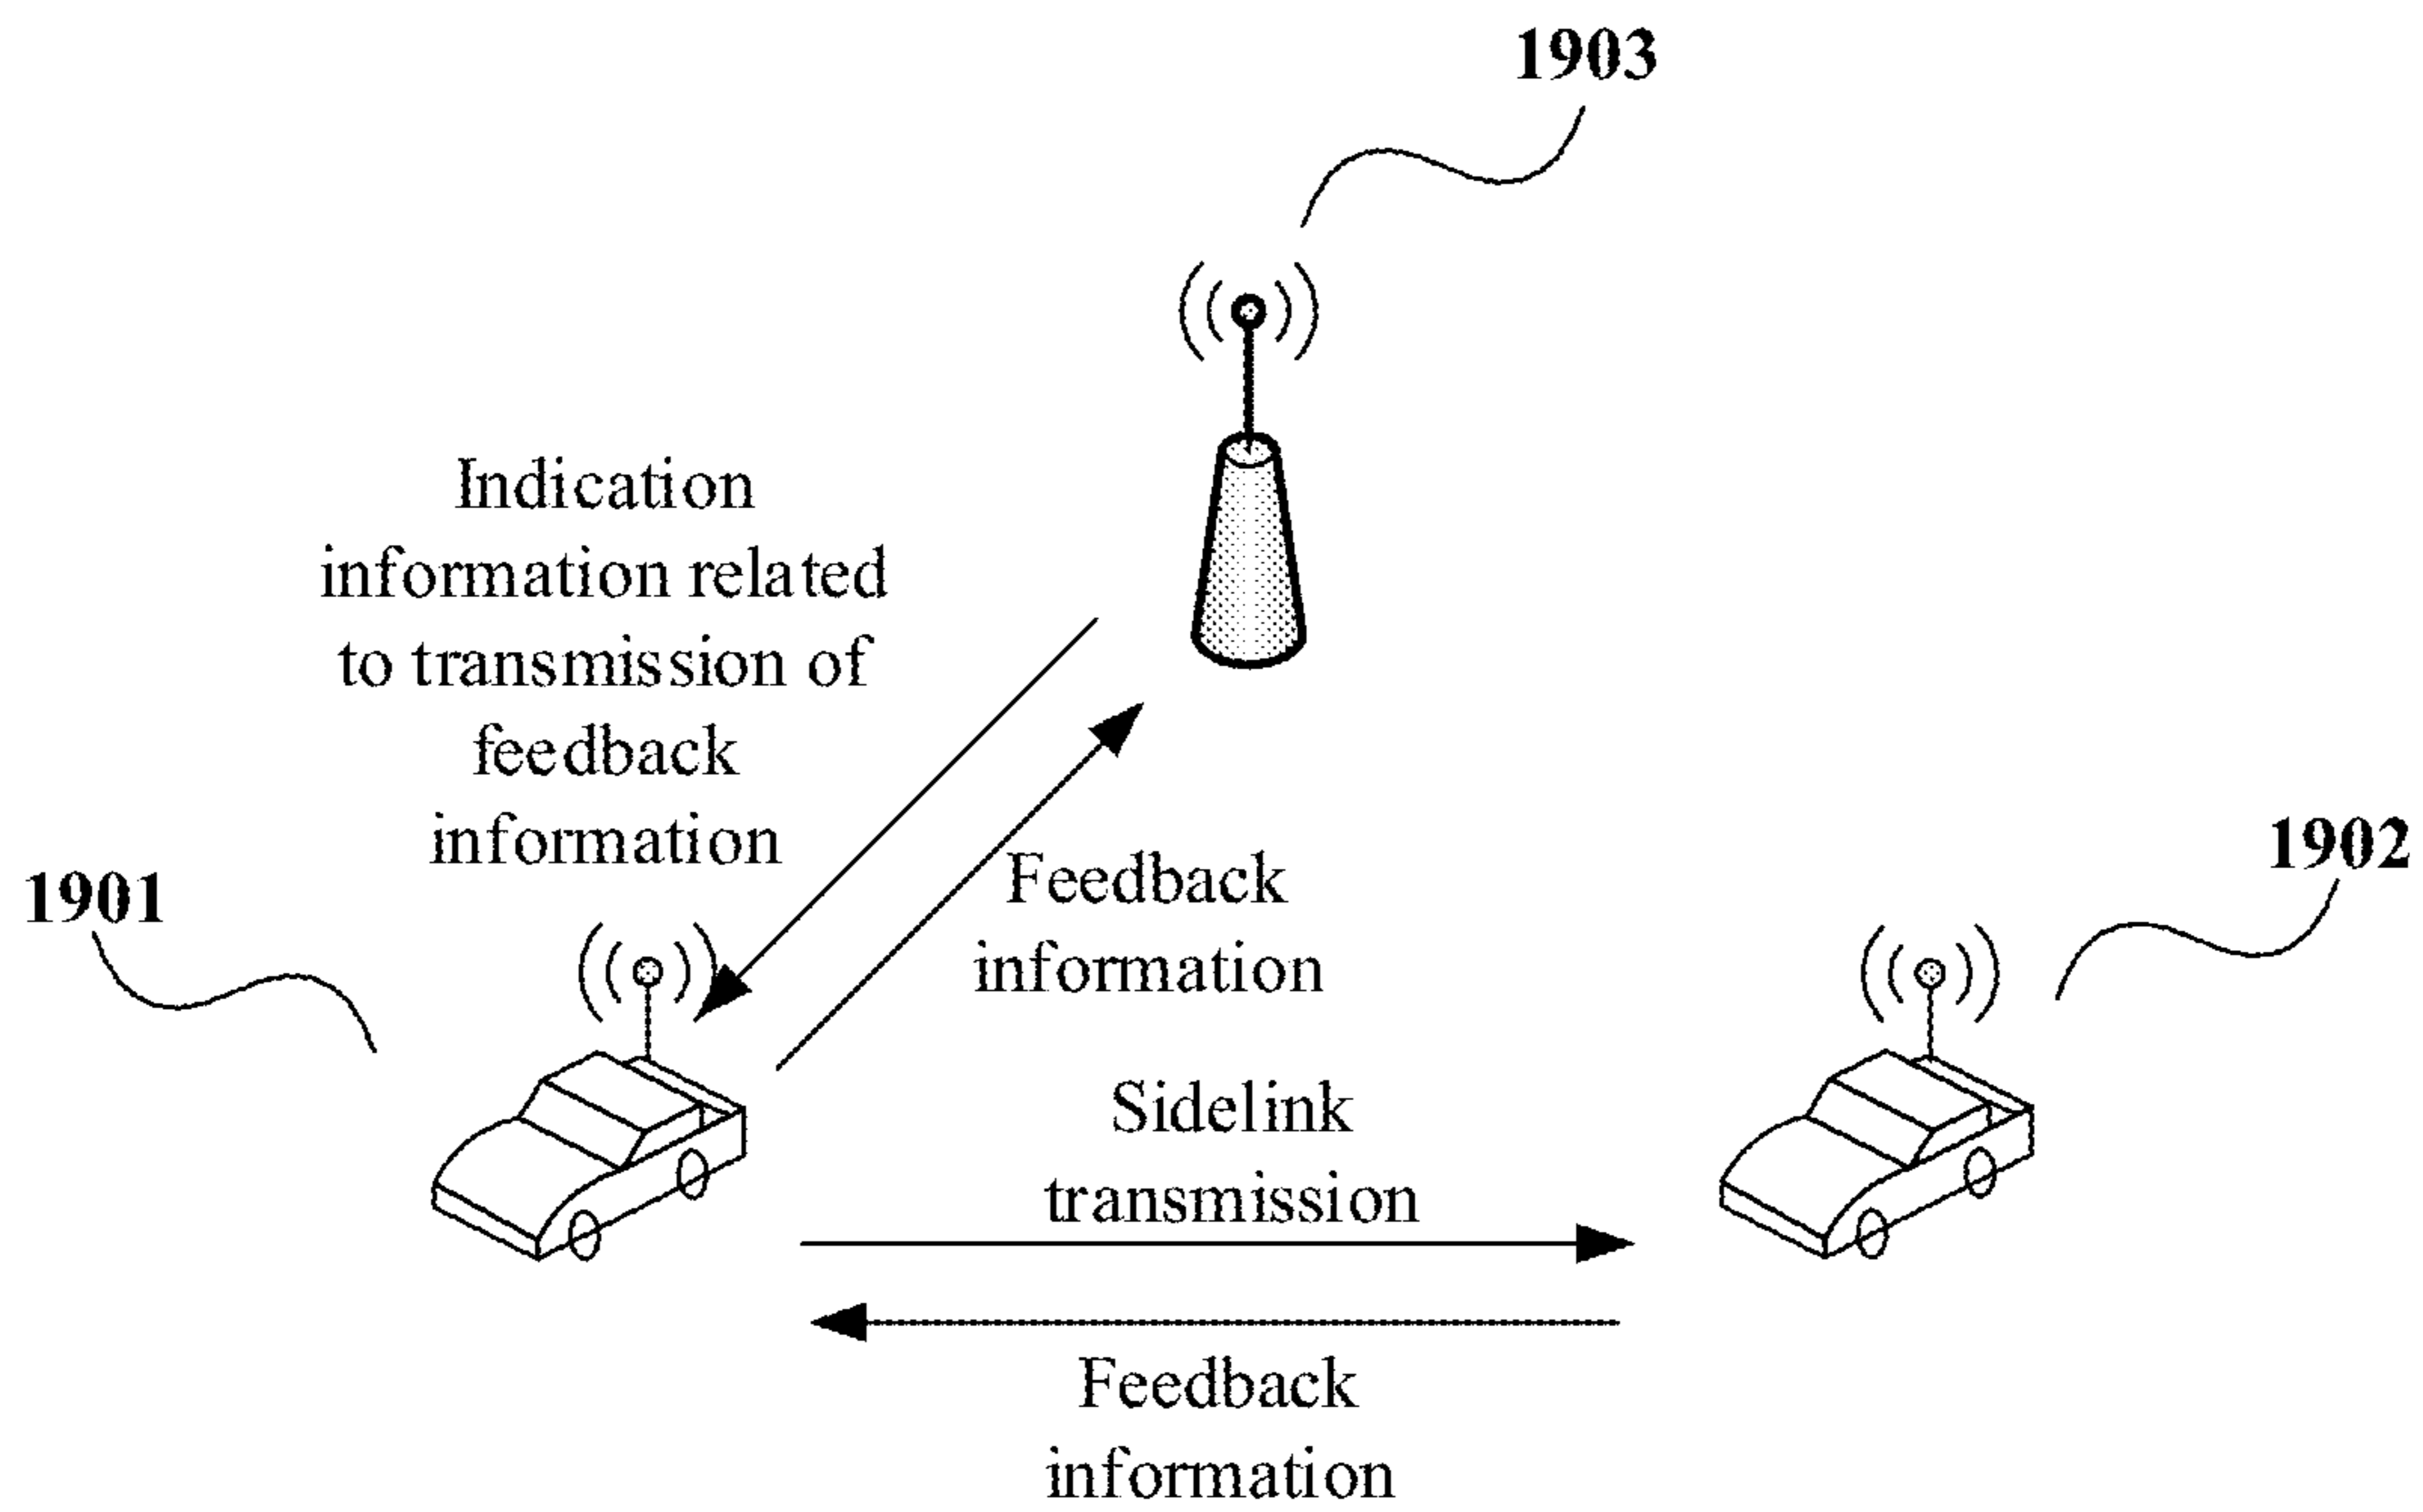 1903
Indication
information related
to transmission of
feedback
information
1901
Feedback
information
1902
Sidelink
transmission
Feedback
information